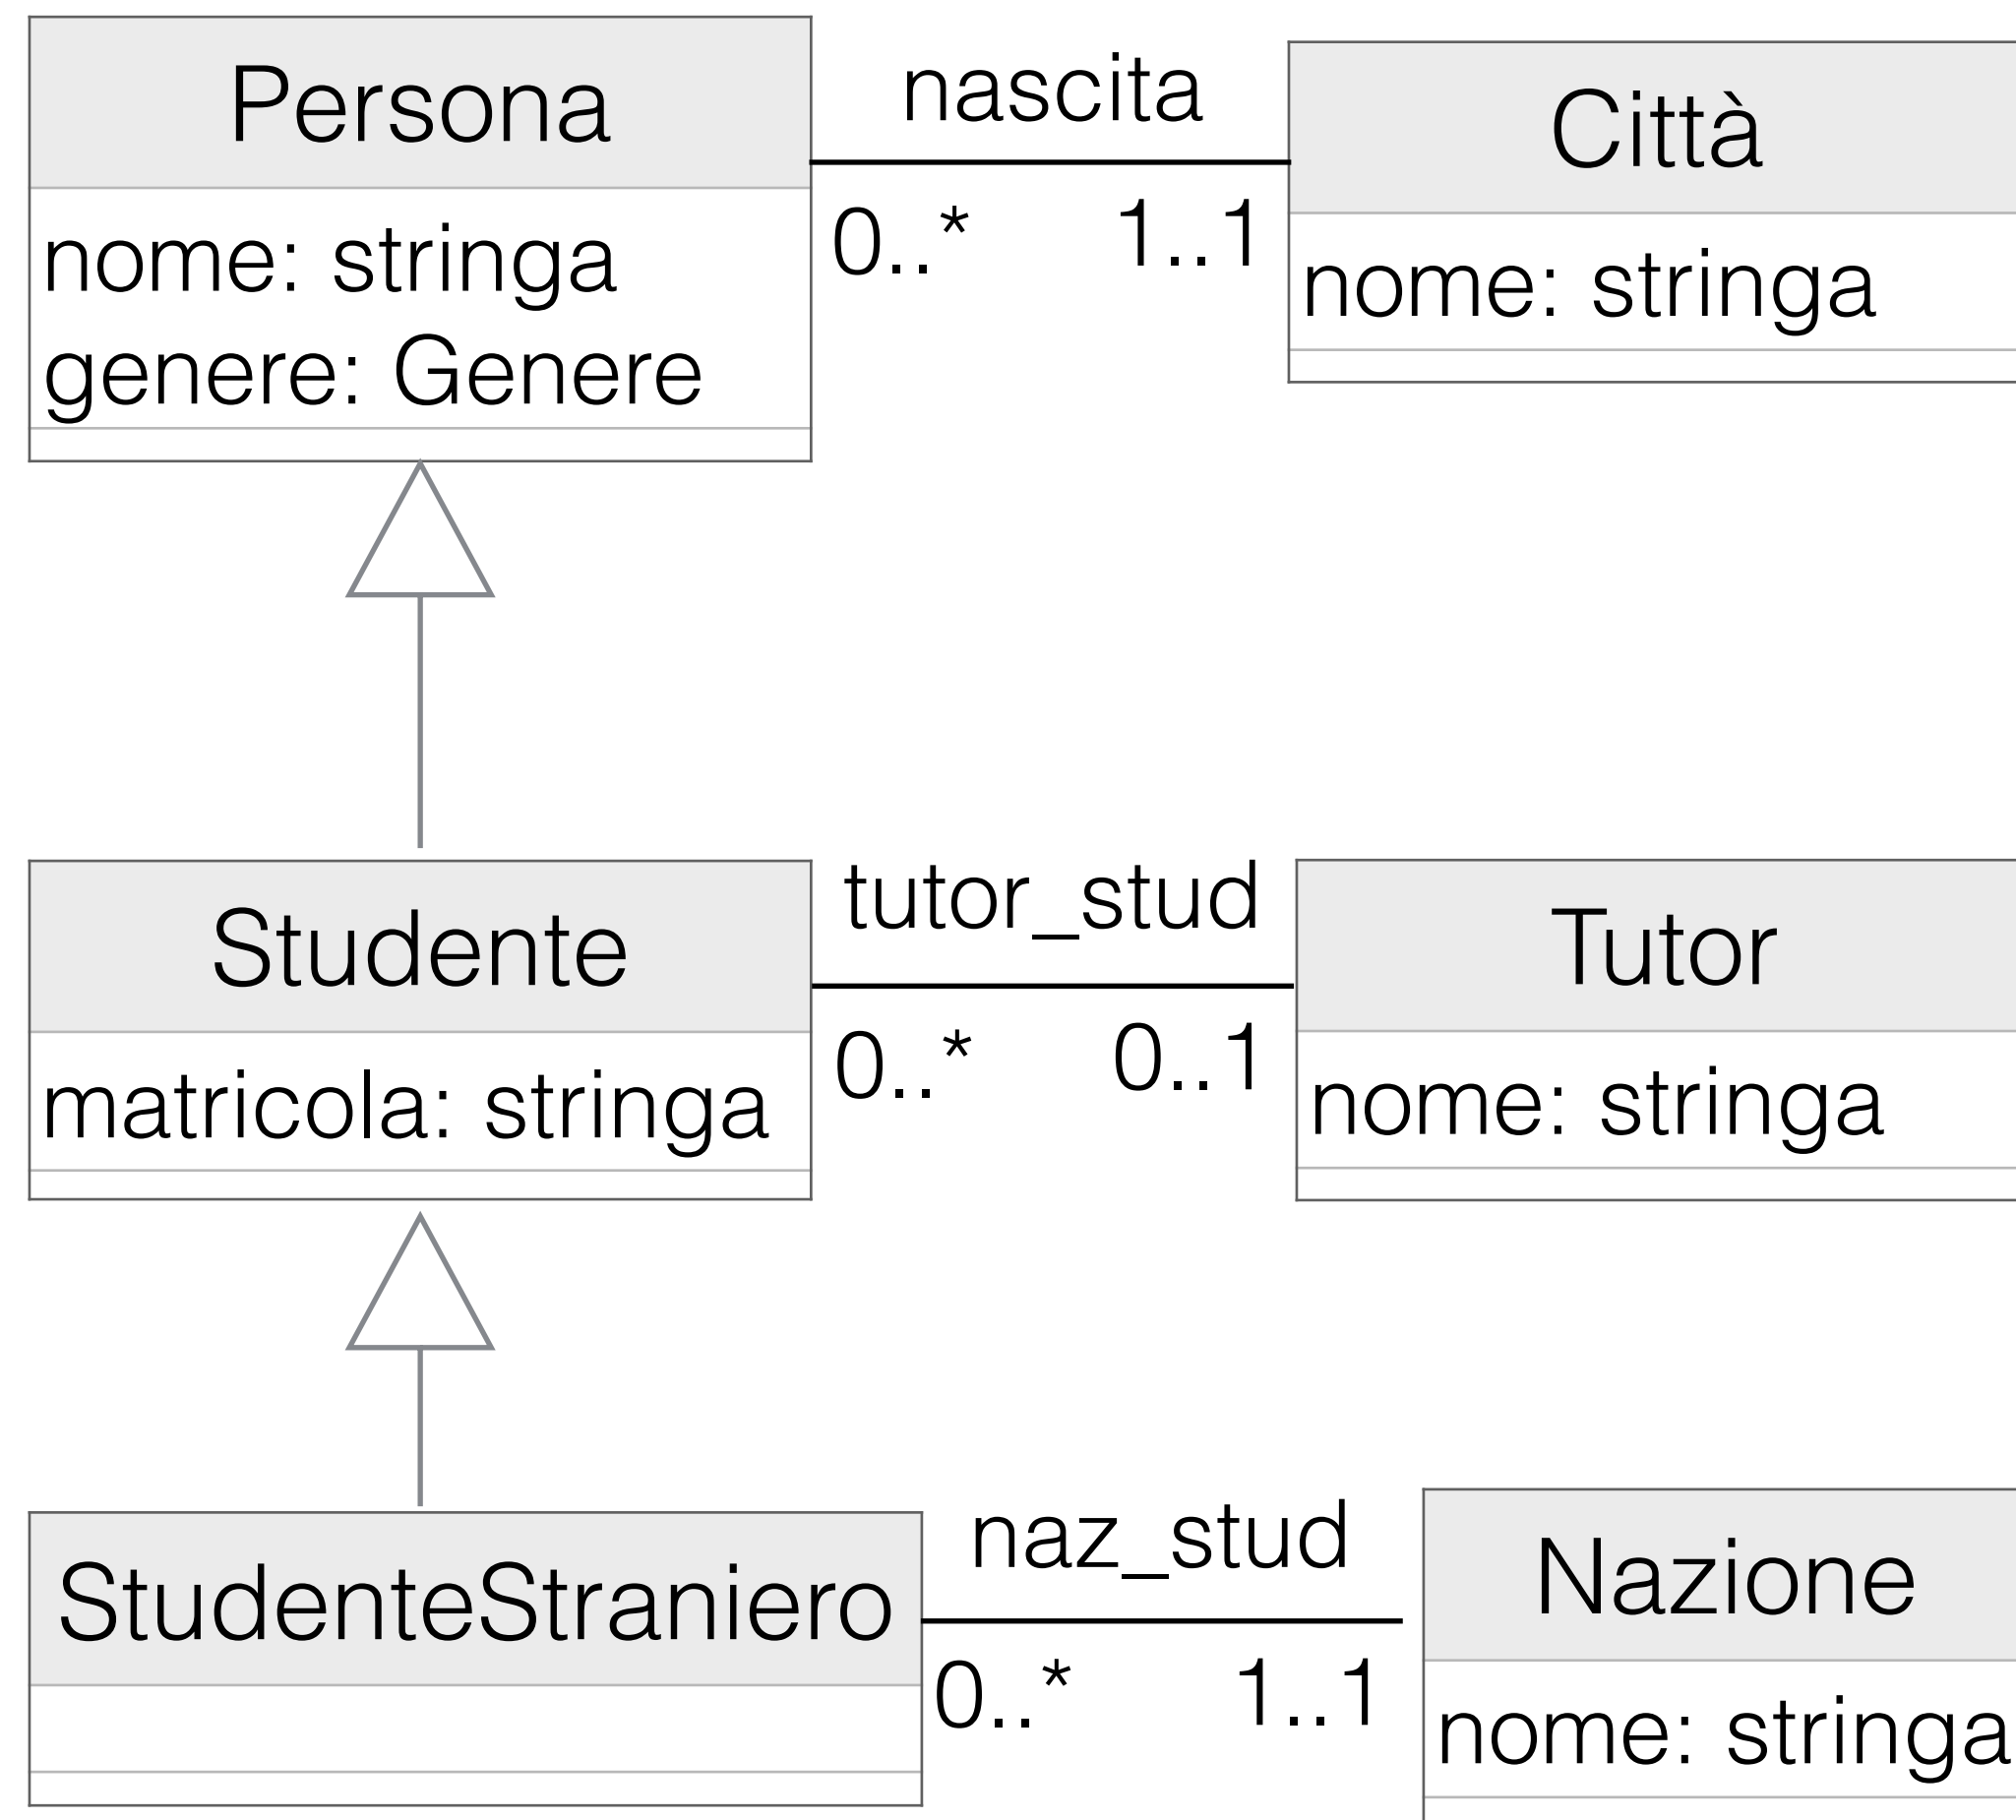 Persona
nome: stringa
genere: Genere
nascita
0..* 1..1
Città
nome: stringa
Studente
matricola: stringa
tutor_stud
0..* 0..1
Tutor
nome: stringa
StudenteStraniero
naz_stud
0..* 1..1
Nazione
nome: stringa